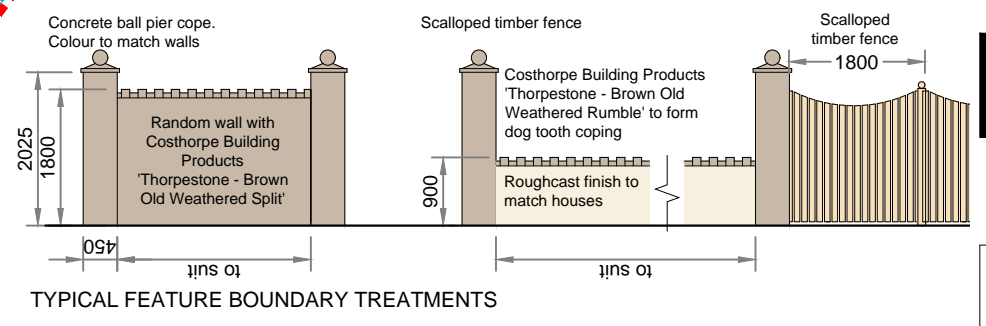 Concrete ball pier cope.
Colour to match walls
Scalloped timber fence
Scalloped
timber fence
1800
Costhorpe Building Products
'Thorpestone - Brown Old
Weathered Rumble' to form
dog tooth coping
2025
1800
Random wall with
Costhorpe Building
Products
'Thorpestone - Brown
Old Weathered Split'
900
Roughcast finish to
match houses
450
to suit
to suit
TYPICAL FEATURE BOUNDARY TREATMENTS